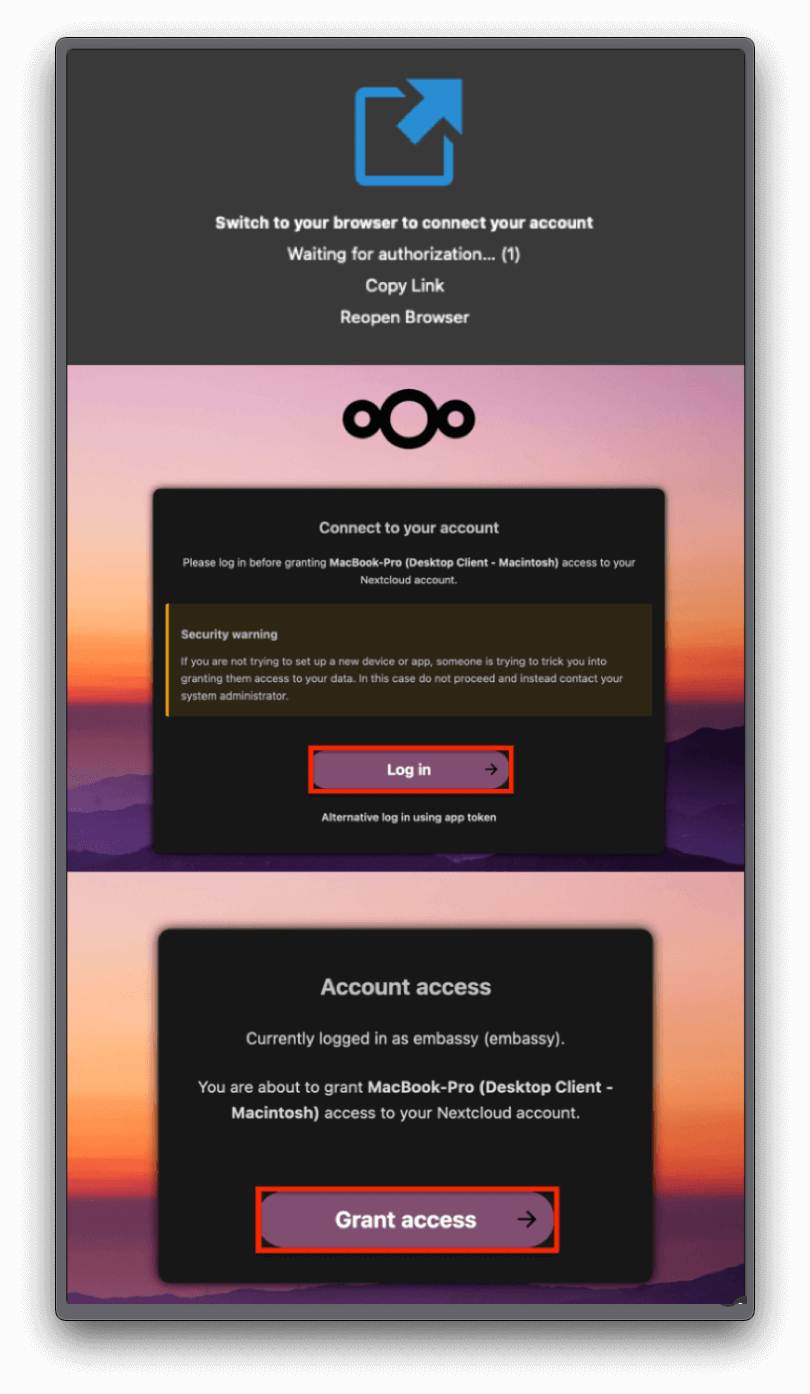 Switch to your browser to connect your account
Waiting for authorization... (1)
Copy Link
Reopen Browser
Connect to your account
Please log in before granting MacBook-Pro (Desktop Client - Macintosh) access to your
Nextcloud account.
Security warning
If you are not trying to set up a new device or app, someone is trying to trick you into
granting them access to your data. In this case do not proceed and instead contact your
system administrator.
Log in
Alternative log in using app token
Account access
Currently logged in as embassy (embassy).
You are about to grant MacBook-Pro (Desktop Client -
Macintosh) access to your Nextcloud account.
Grant access